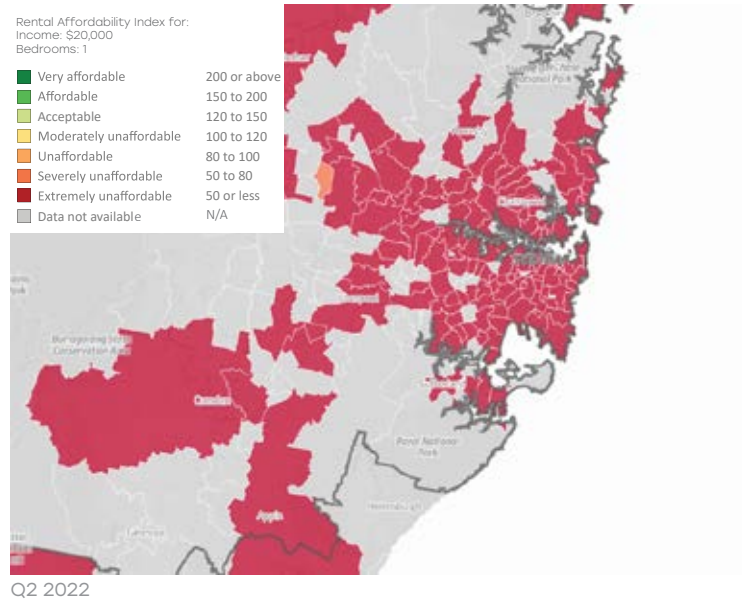 Rental Affordability Index for:
Income: $20,000
Bedrooms: 1
Very affordable 200 or above
Affordable 150 to 200
Acceptable 120 to 150
Moderately unaffordable 100 to 120
Unaffordable 80 to 100
Severely unaffordable 50 to 80
Extremely unaffordable 50 or less
Data not available N/A
Conservation Area
Camden
Royal National
Park
Appin
Q2 2022